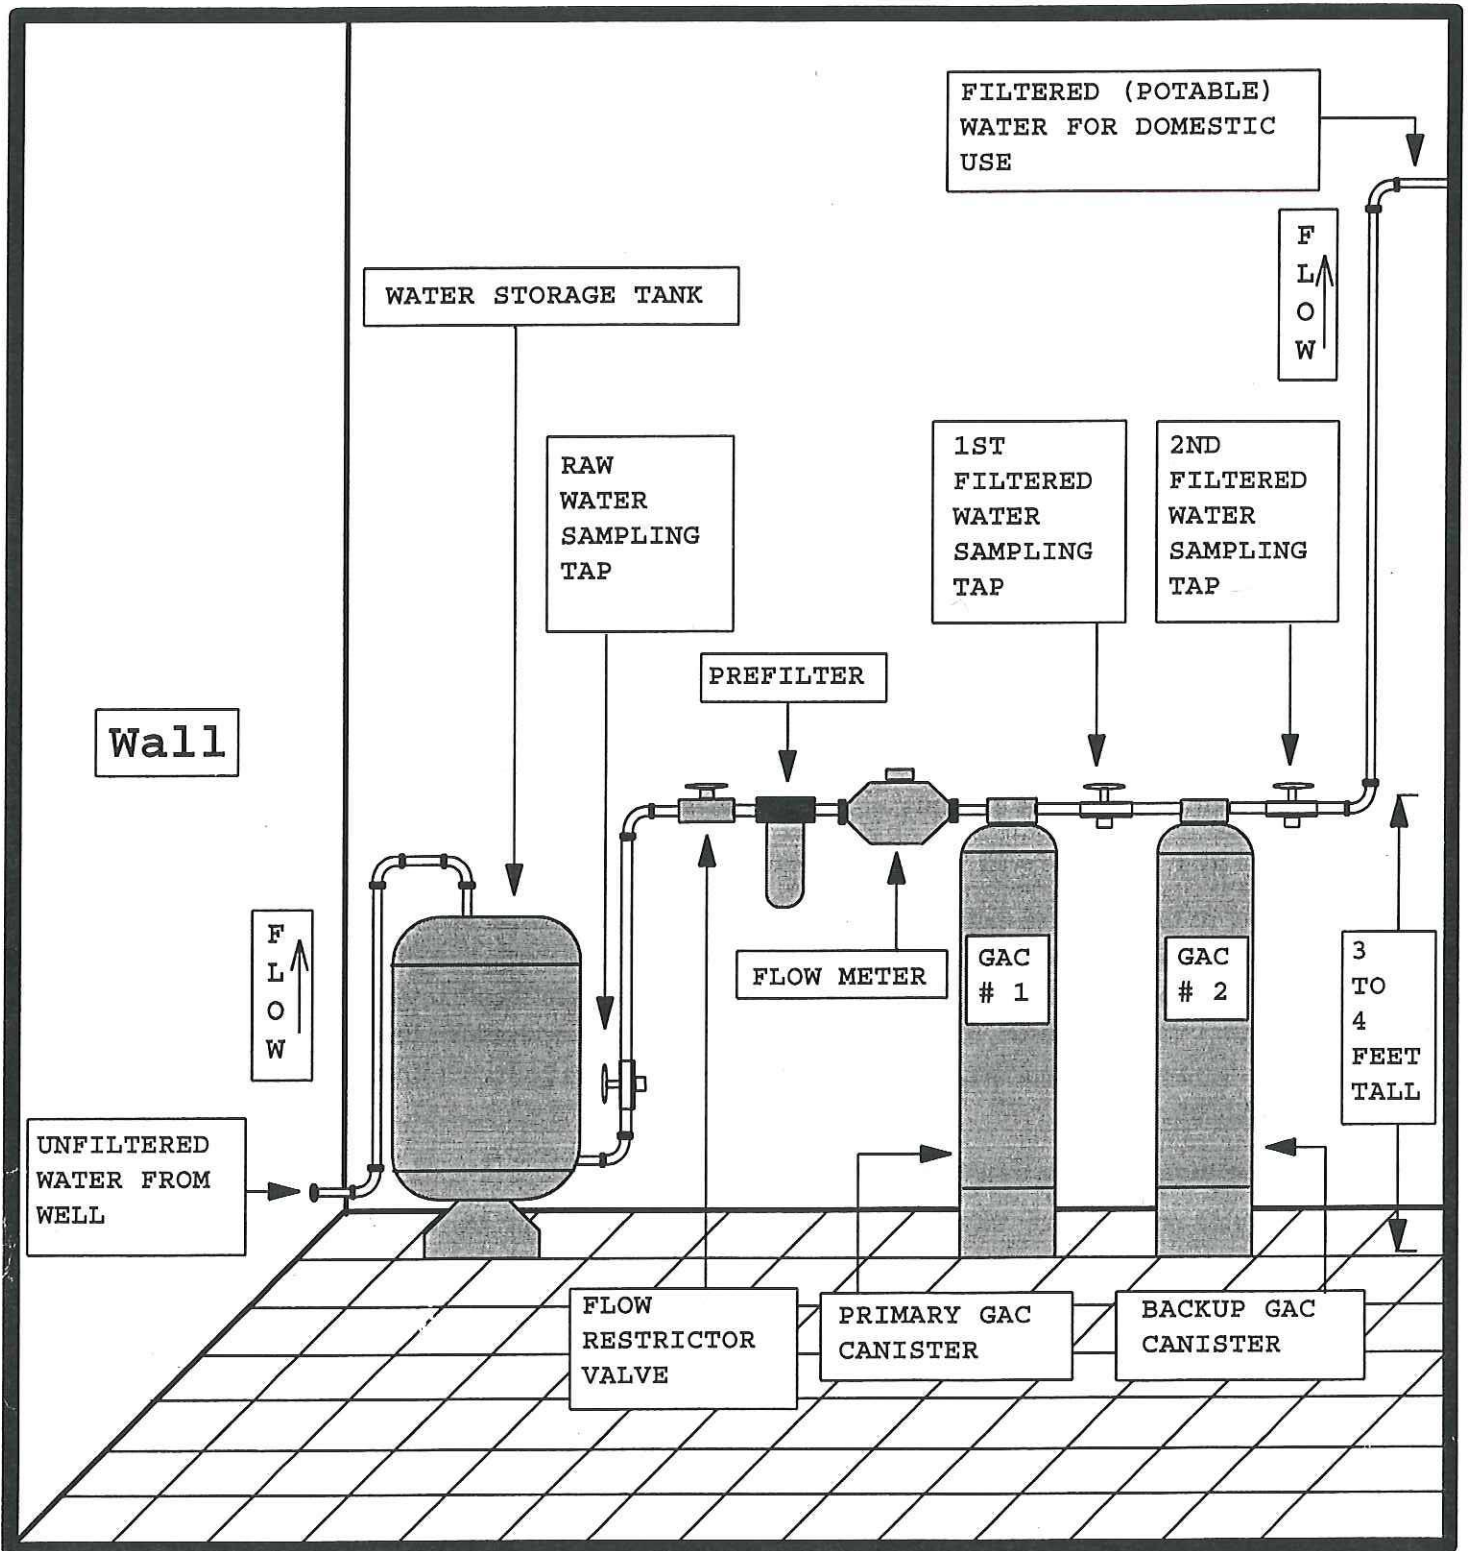 FILTERED (POTABLE)
WATER FOR DOMESTIC
USE
F
L
O
W
WATER STORAGE TANK
RAW
WATER
SAMPLING
TAP
1ST
FILTERED
WATER
SAMPLING
TAP
2ND
FILTERED
WATER
SAMPLING
TAP
PREFILTER
Wall
F
L
O
W
FLOW METER
GAC
# 1
GAC
# 2
3
TO
4
FEET
TALL
UNFILTERED
WATER FROM
WELL
FLOW
RESTRICTOR
VALVE
PRIMARY GAC
CANISTER
BACKUP GAC
CANISTER